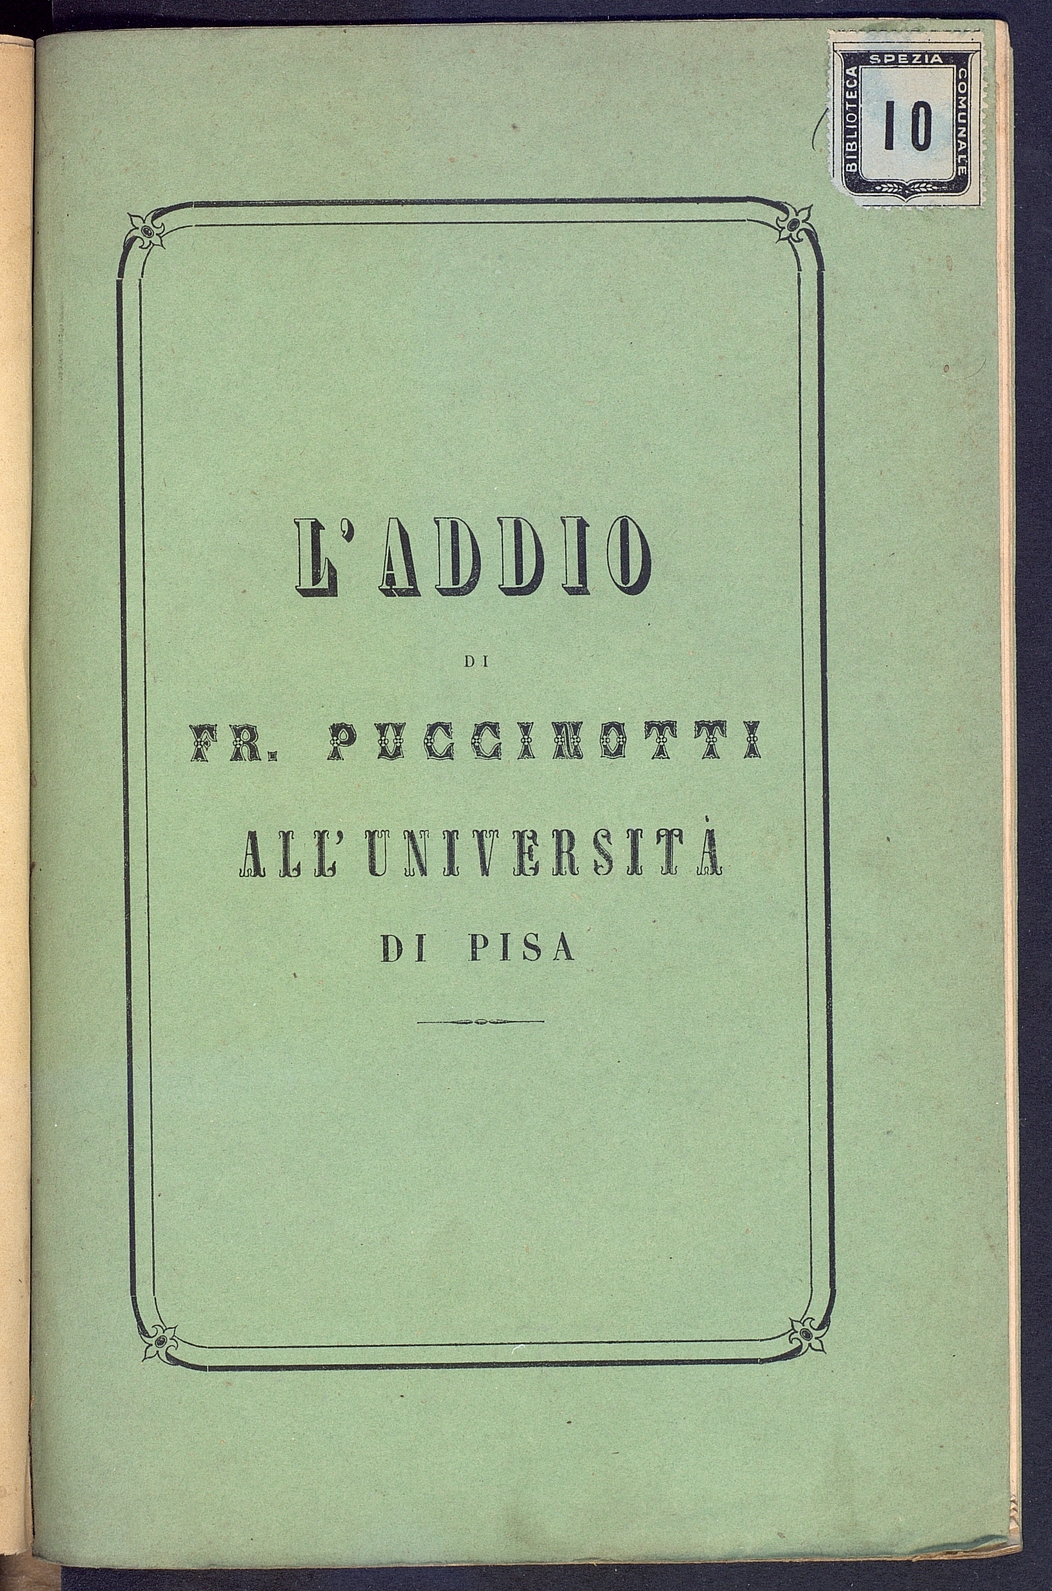 SPEZIA
BIBLIOTECA
COMUNALE
10
L'ADDIO
DI
FR. PUCCINOTTI
ALL'UNIVERSITÀ
DI PISA